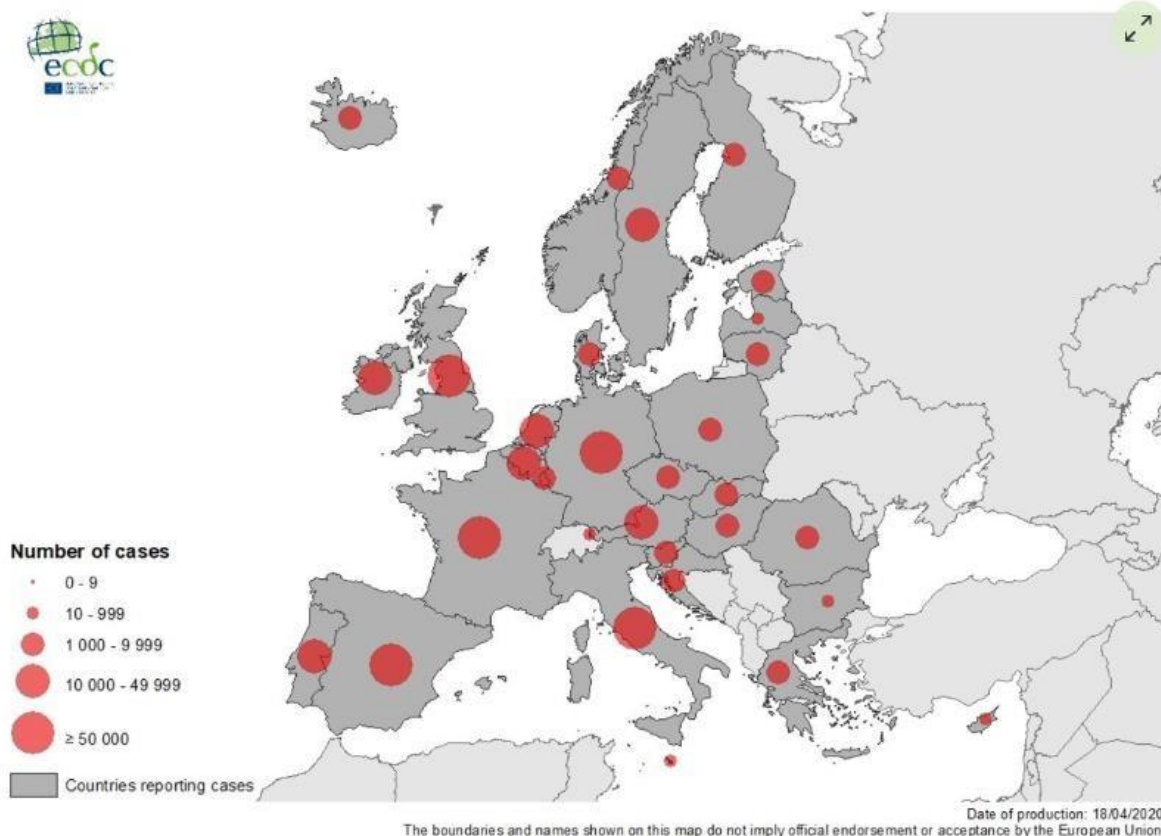 ecdc
Number of cases
0 - 9
10 - 999
1 000 - 9 999
10 000 - 49 999
≥ 50 000
Countries reporting cases
Date of production: 18/04/2020
The boundaries and names shown on this map do not imply official endorsement or acceptance by the European Union